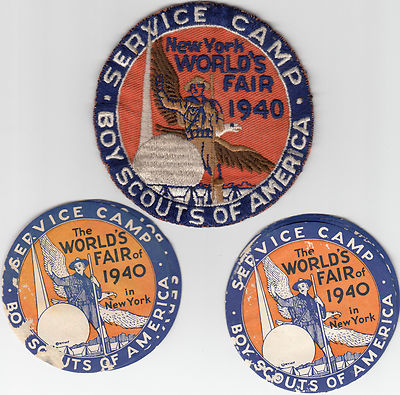 SERVICE CAMP
New York
WORLD'S
FAIR
1940
BOY SCOUTS OF AMERICA
SERVICE CAMP
The
WORLD'S
FAIR of
1940
in
New York
BOY SCOUTS OF AMERICA
SERVICE CAMP
The
WORLD'S
FAIR of
1940
in
New York
BOY SCOUTS OF AMERICA